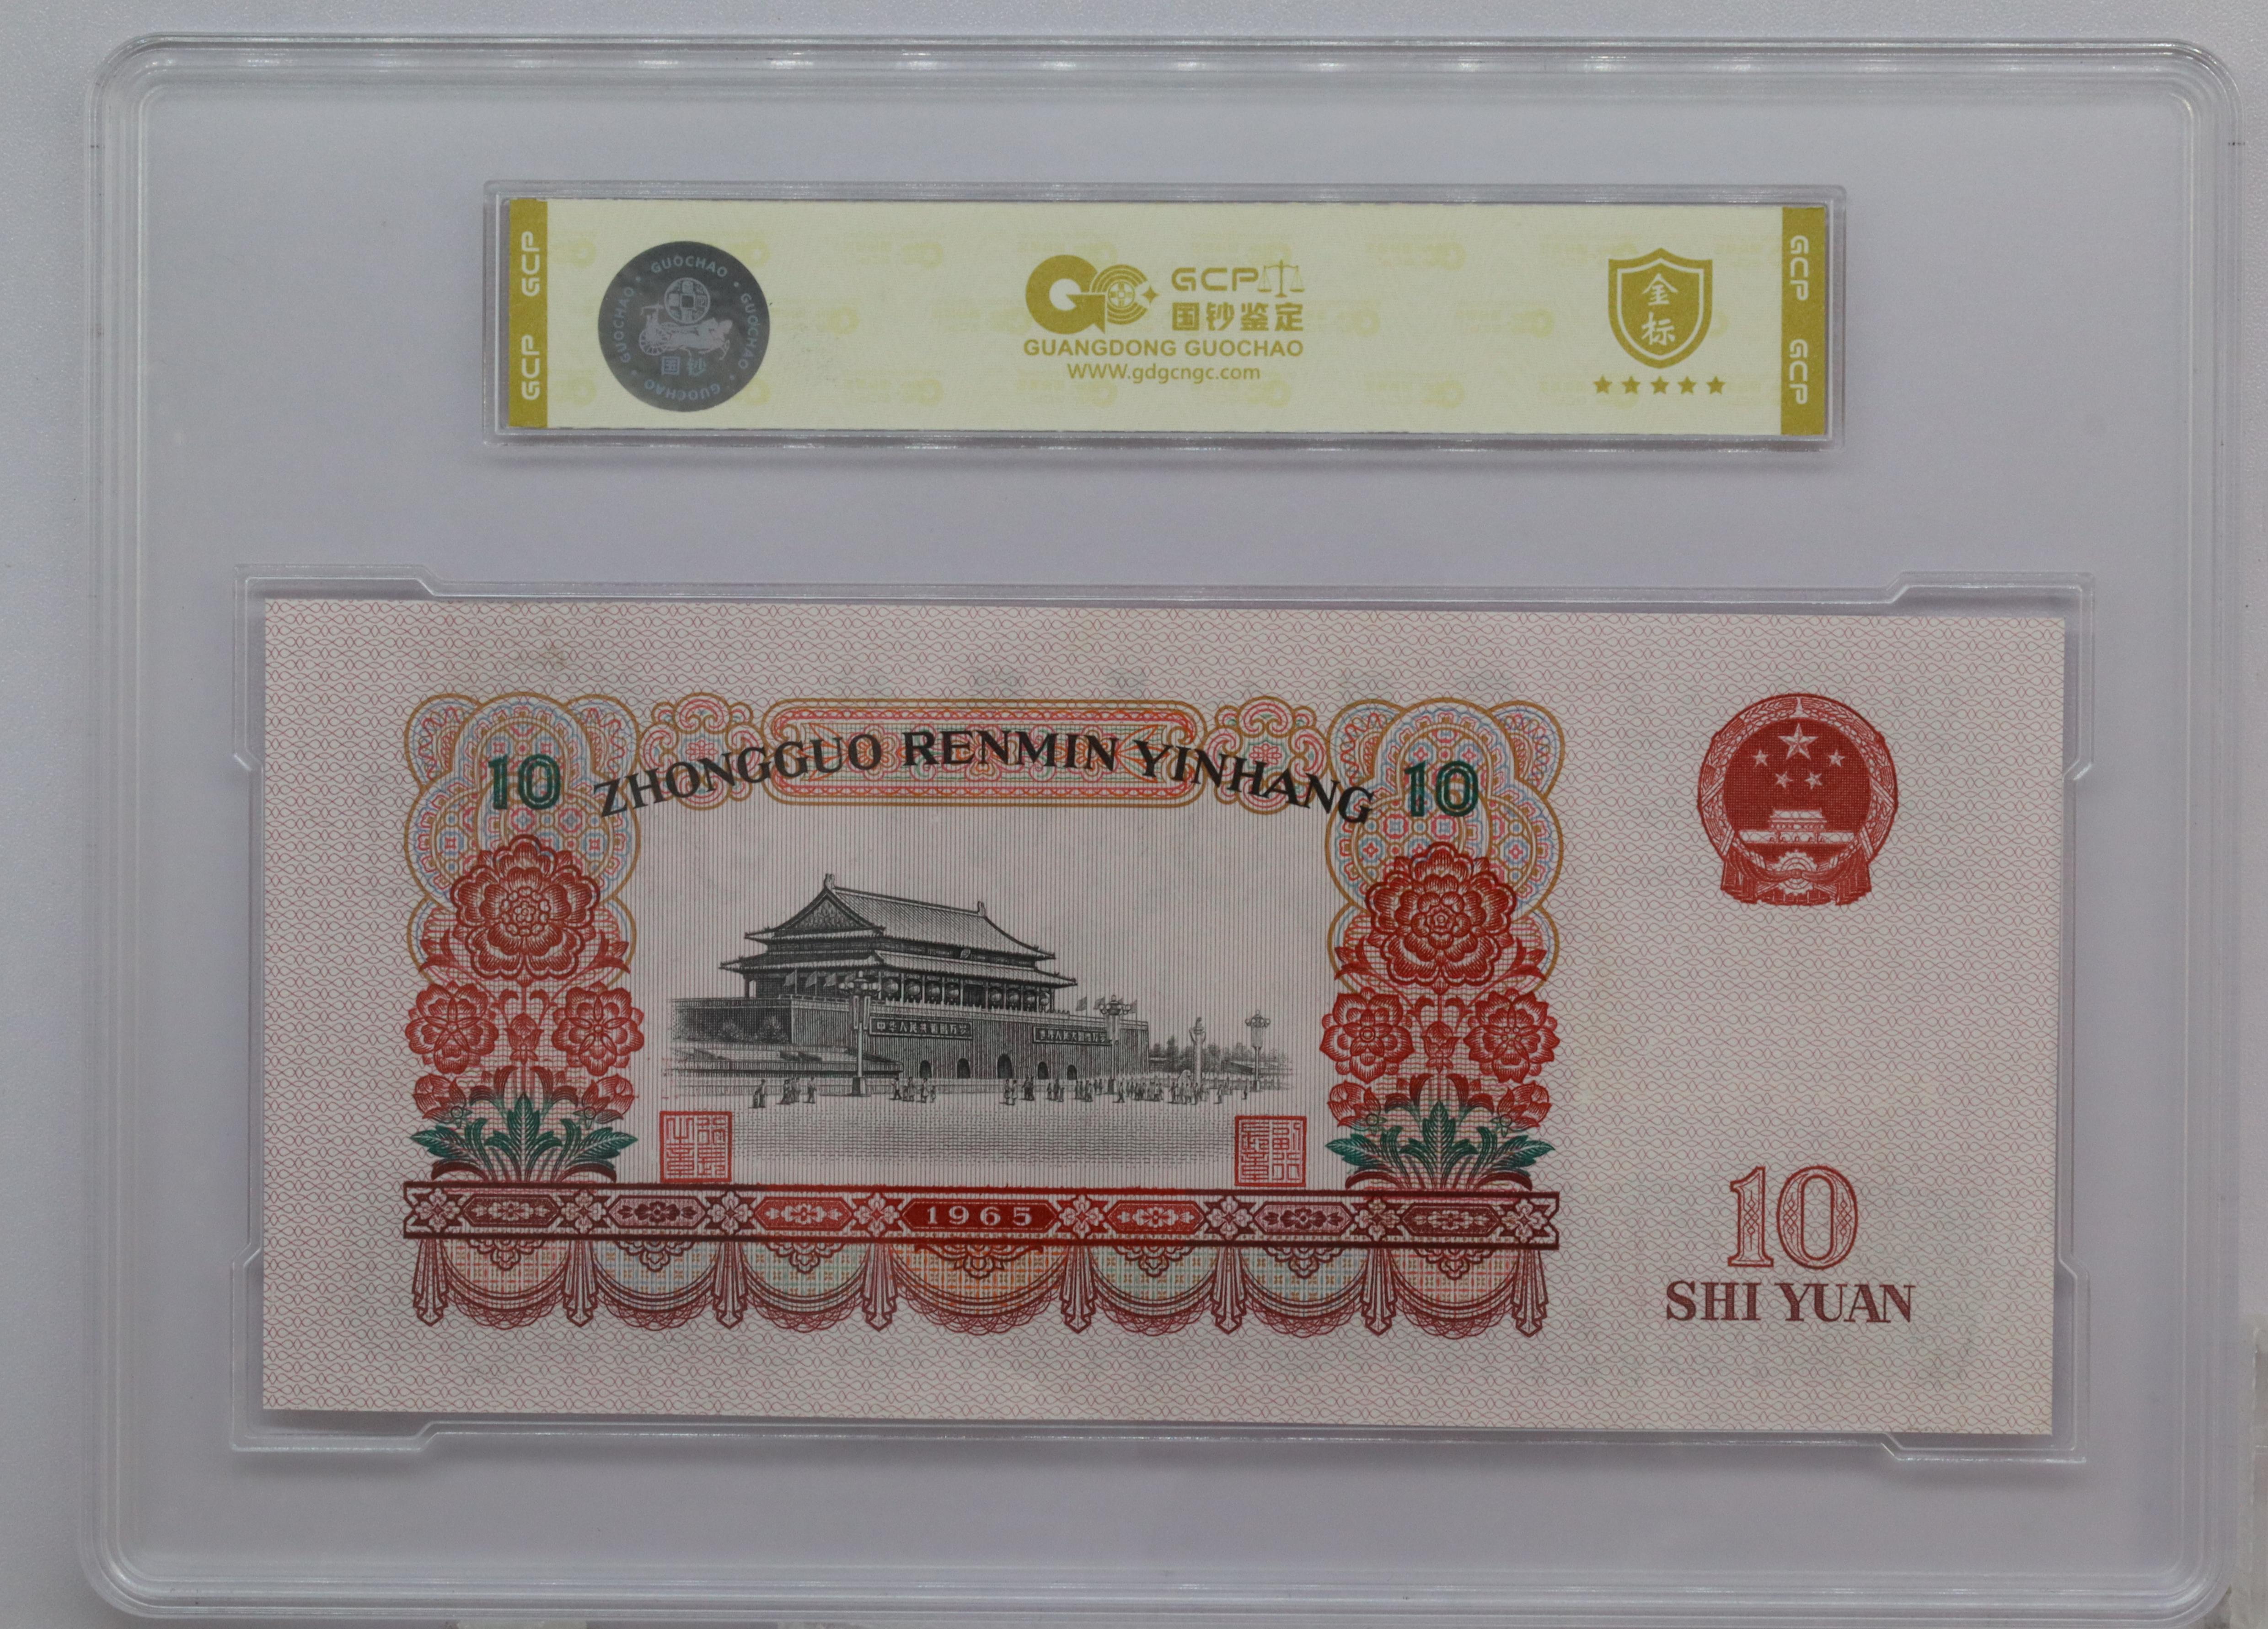 GCP GCP
GUOCHAO · GUOCHAO · GUOCHAO · GUOCHAO
国钞
GCP
国钞鉴定
GUANGDONG GUOCHAO
WWW.gdgcngc.com
金标
GCP GCP
10 ZHONGGUO RENMIN YINHANG 10
1965
10
SHI YUAN